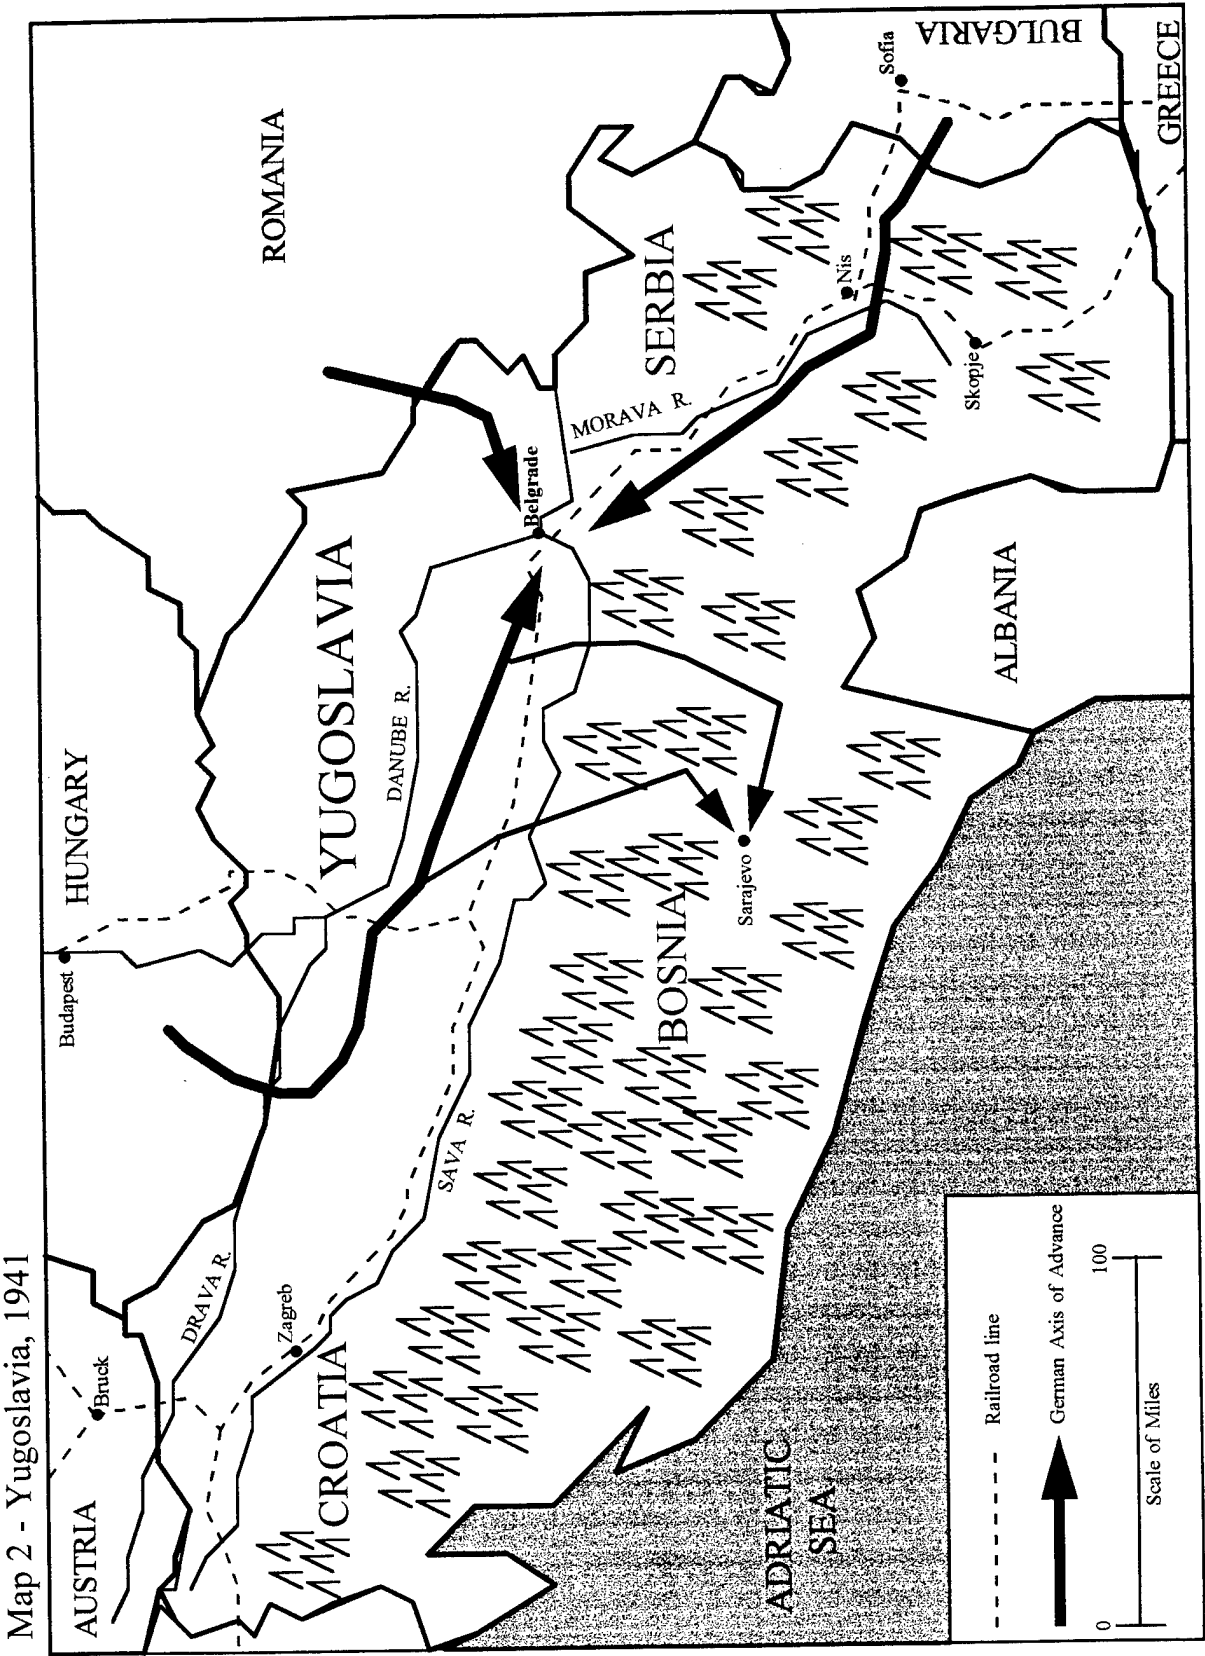 Map 2 - Yugoslavia, 1941
AUSTRIA
Bruck
Budapest
HUNGARY
ROMANIA
DRAVA R.
Zagreb
CROATIA
SAVA R.
YUGOSLAVIA
DANUBE R.
Belgrade
MORAVA R.
SERBIA
Nis
Sofia
BULGARIA
GREECE
Skopje
BOSNIA
Sarajevo
ALBANIA
ADRIATIC
SEA
Railroad line
German Axis of Advance
0
100
Scale of Miles